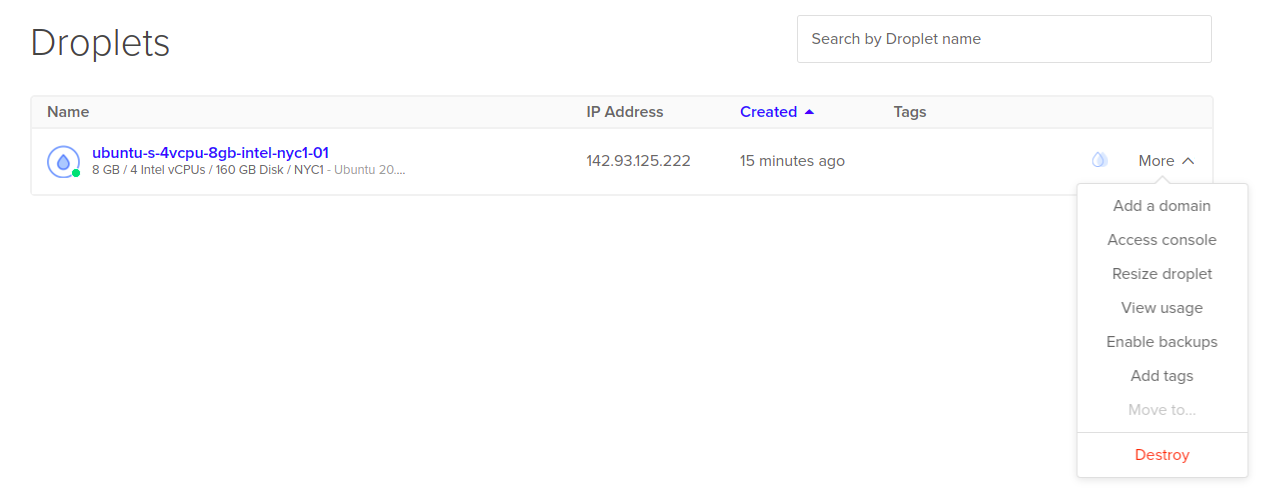 Droplets
Search by Droplet name
Name IP Address Created Tags
ubuntu-s-4vcpu-8gb-intel-nyc1-01
8 GB / 4 Intel vCPUs / 160 GB Disk / NYC1 - Ubuntu 20....
142.93.125.222 15 minutes ago More
Add a domain
Access console
Resize droplet
View usage
Enable backups
Add tags
Move to...
Destroy